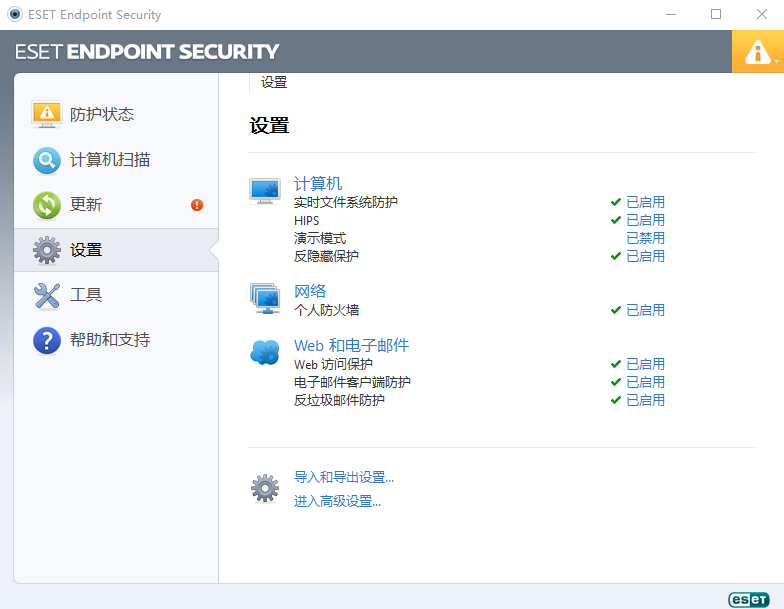 ESET Endpoint Security
ESET ENDPOINT SECURITY
防护状态
计算机扫描
更新
设置
工具
帮助和支持
设置
设置
计算机
实时文件系统防护 已启用
HIPS 已启用
演示模式 已禁用
反隐藏保护 已启用
网络
个人防火墙 已启用
Web 和电子邮件
Web 访问保护 已启用
电子邮件客户端防护 已启用
反垃圾邮件防护 已启用
导入和导出设置...
进入高级设置...
eset